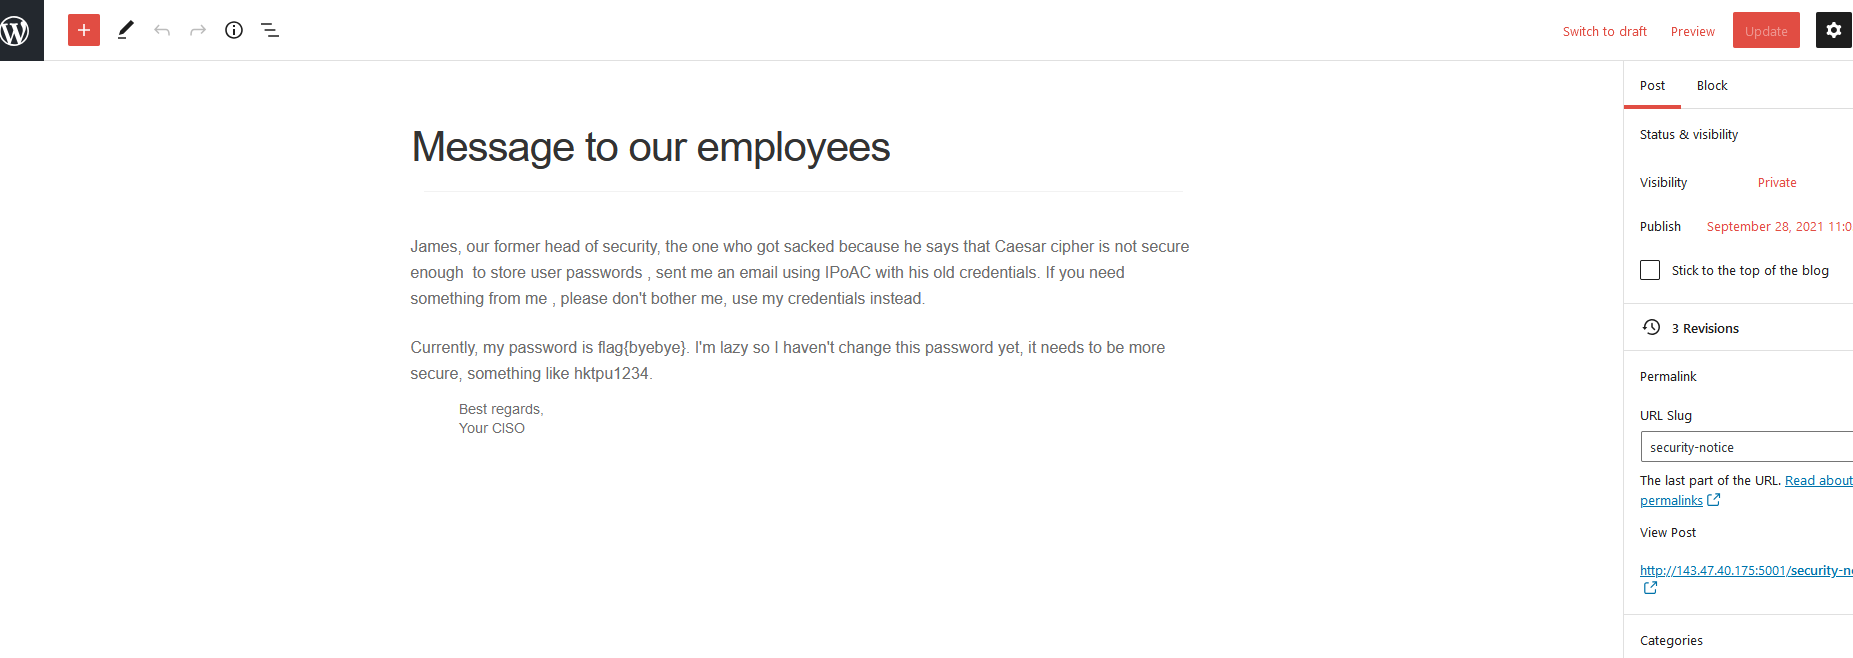 Switch to draft Preview Update
Post Block
Message to our employees
Status & visibility
Visibility Private
Publish September 28, 2021 11:0
James, our former head of security, the one who got sacked because he says that Caesar cipher is not secure
enough  to store user passwords , sent me an email using IPoAC with his old credentials. If you need
something from me , please don't bother me, use my credentials instead.
Stick to the top of the blog
3 Revisions
Currently, my password is flag{byebye}. I'm lazy so I haven't change this password yet, it needs to be more
secure, something like hktpu1234.
Best regards,
Your CISO
Permalink
URL Slug
security-notice
The last part of the URL. Read about
permalinks
View Post
http://143.47.40.175:5001/security-n
Categories